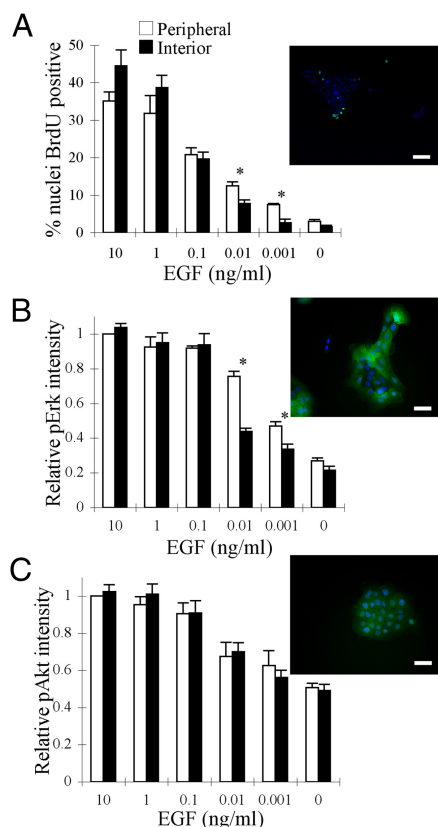 A
Peripheral
Interior
% nuclei BrdU positive
50
40
30
20
10
0
*
*
10 1 0.1 0.01 0.001 0
EGF (ng/ml)
B
Relative pErk intensity
1
0.8
0.6
0.4
0.2
0
*
*
10 1 0.1 0.01 0.001 0
EGF (ng/ml)
C
Relative pAkt intensity
1
0.8
0.6
0.4
0.2
0
10 1 0.1 0.01 0.001 0
EGF (ng/ml)